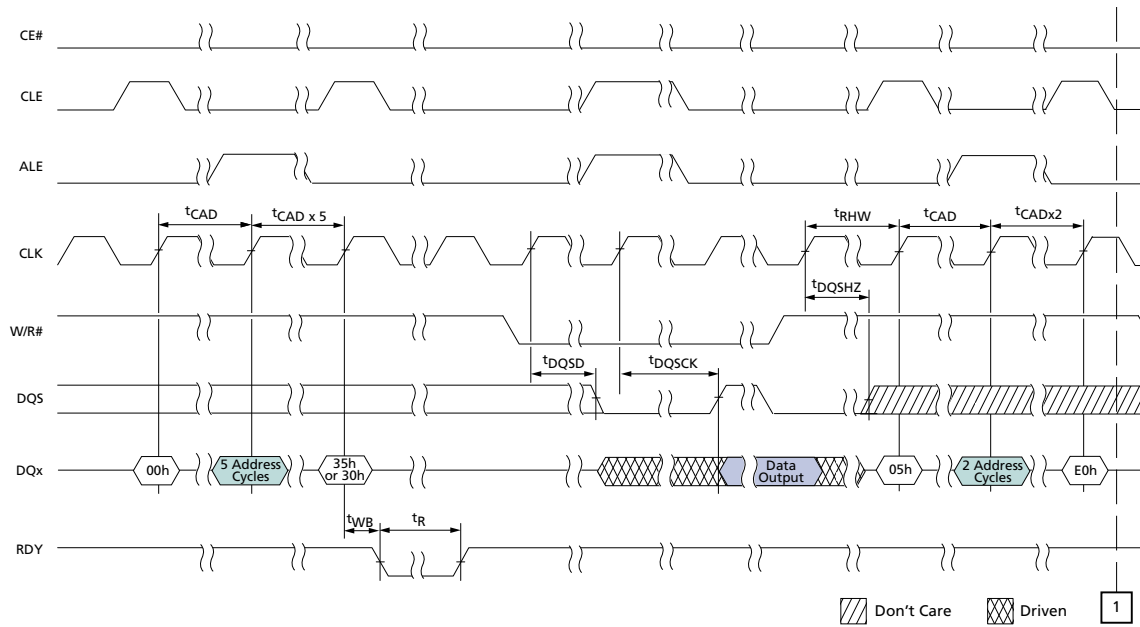 CE#
CLE
ALE
tCAD
tCAD x 5
tRHW
tCAD
tCADx2
CLK
tDQSHZ
W/R#
tDQSD
tDQSCK
DQS
DQx
00h
5 Address
Cycles
35h
or 30h
Data
Output
05h
2 Address
Cycles
E0h
tWB
tR
RDY
Don't Care
Driven
1